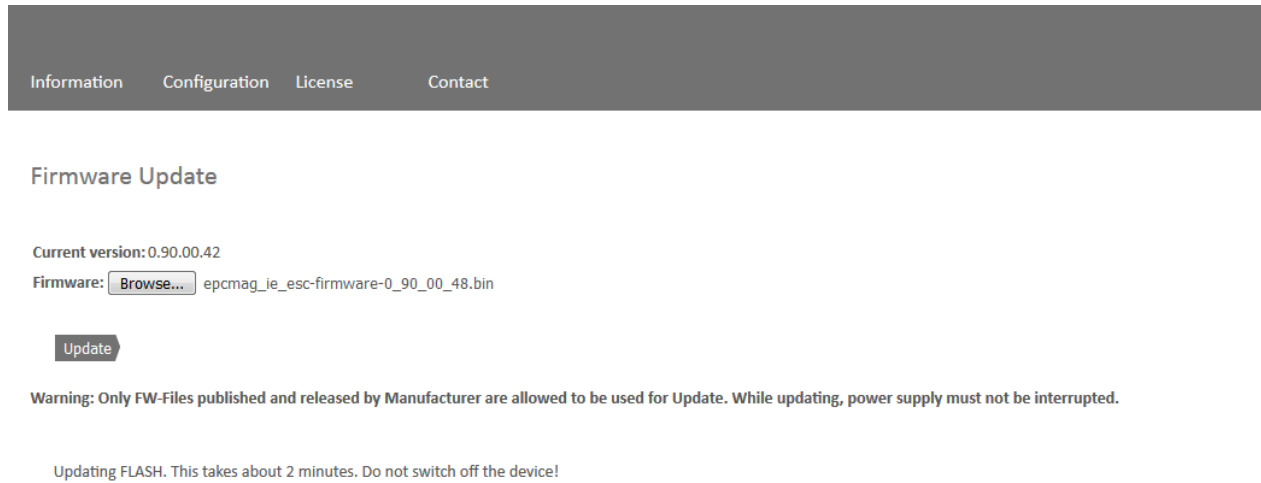 Information Configuration License Contact
Firmware Update
Current version: 0.90.00.42
Firmware: Browse... epcmag_ie_esc-firmware-0_90_00_48.bin
Update
Warning: Only FW-Files published and released by Manufacturer are allowed to be used for Update. While updating, power supply must not be interrupted.
Updating FLASH. This takes about 2 minutes. Do not switch off the device!